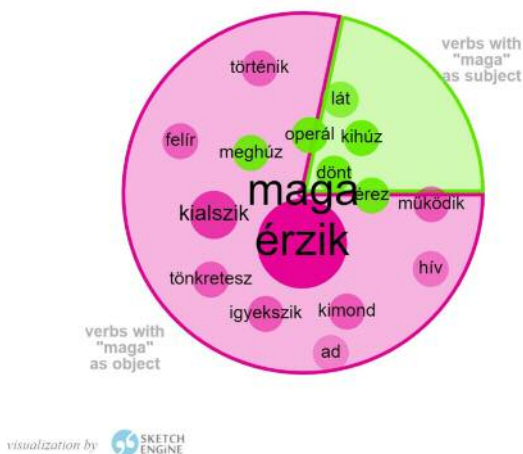 verbs with
"maga"
as subject
történik
lát
operál
kihúz
felír
meghúz
dönt
maga
érez
működik
kialszik
érzik
hív
tönkretesz
igyekszik
kimond
verbs with
"maga"
as object
ad
visualization by
SKETCH
ENGINE